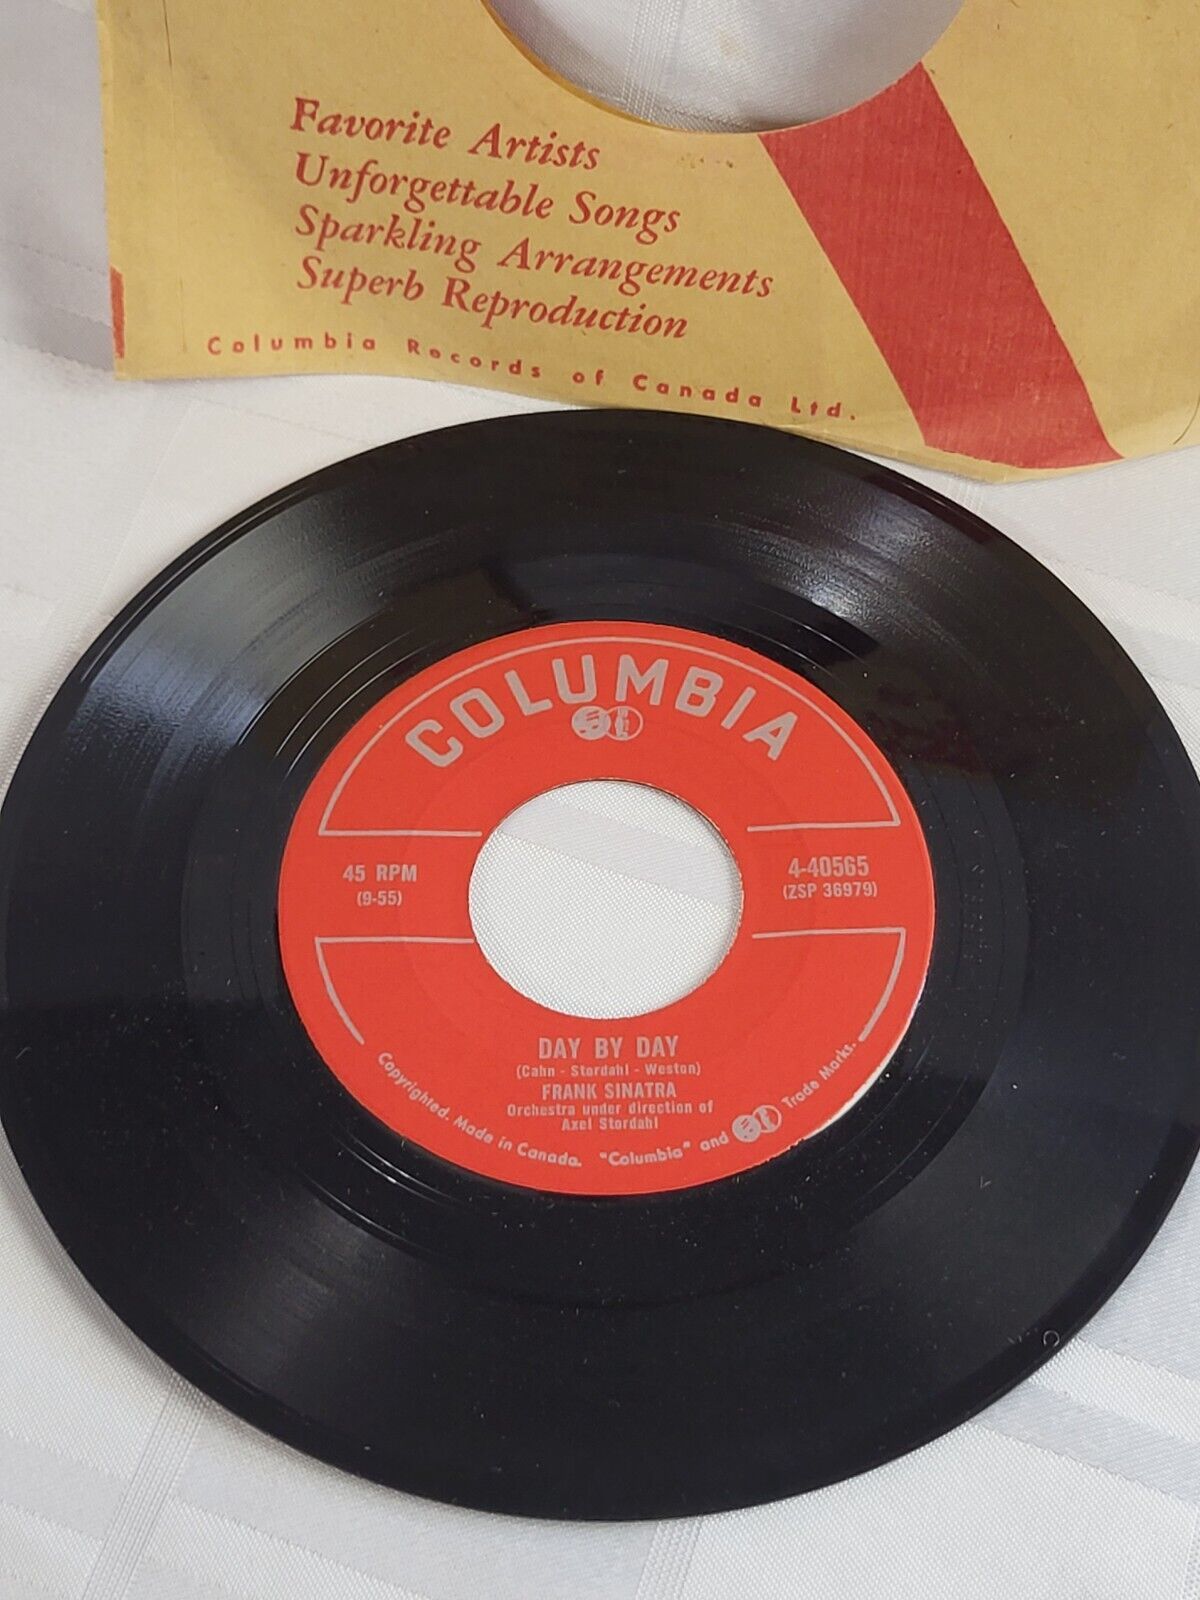 Favorite Artists
Unforgettable Songs
Sparkling Arrangements
Superb Reproduction
Columbia Records of Canada Ltd.
COLUMBIA
45 RPM
(9-55)
4-40565
(ZSP 36979)
DAY BY DAY
(Cahn - Stordahl - Weston)
FRANK SINATRA
Orchestra under direction of
Axel Stordahl
Copyrighted. Made in Canada. "Columbia" and Trade Marks.